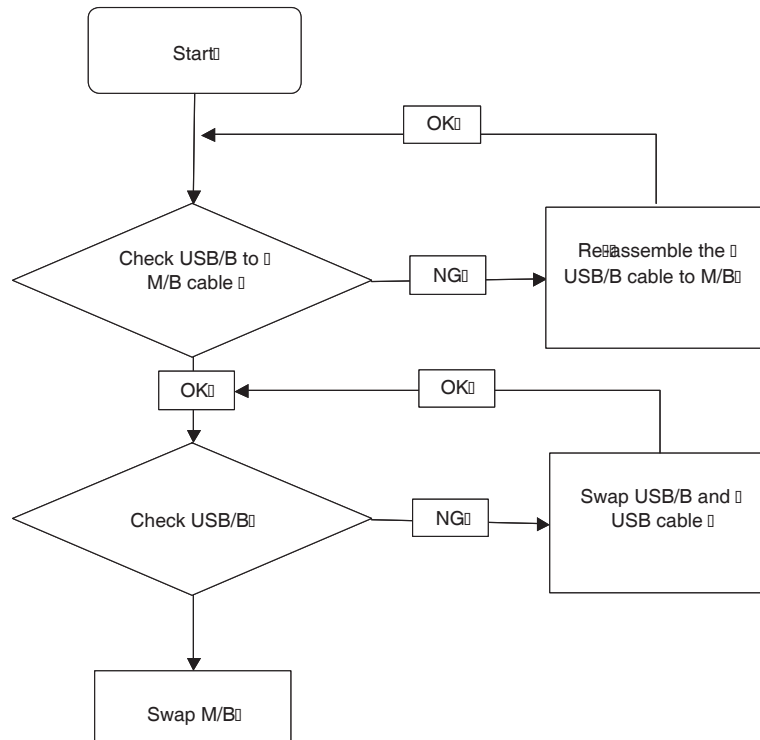 Start
OK
Check USB/B to
M/B cable
NG
Re-assemble the
USB/B cable to M/B
OK
OK
Check USB/B
NG
Swap USB/B and
USB cable
Swap M/B